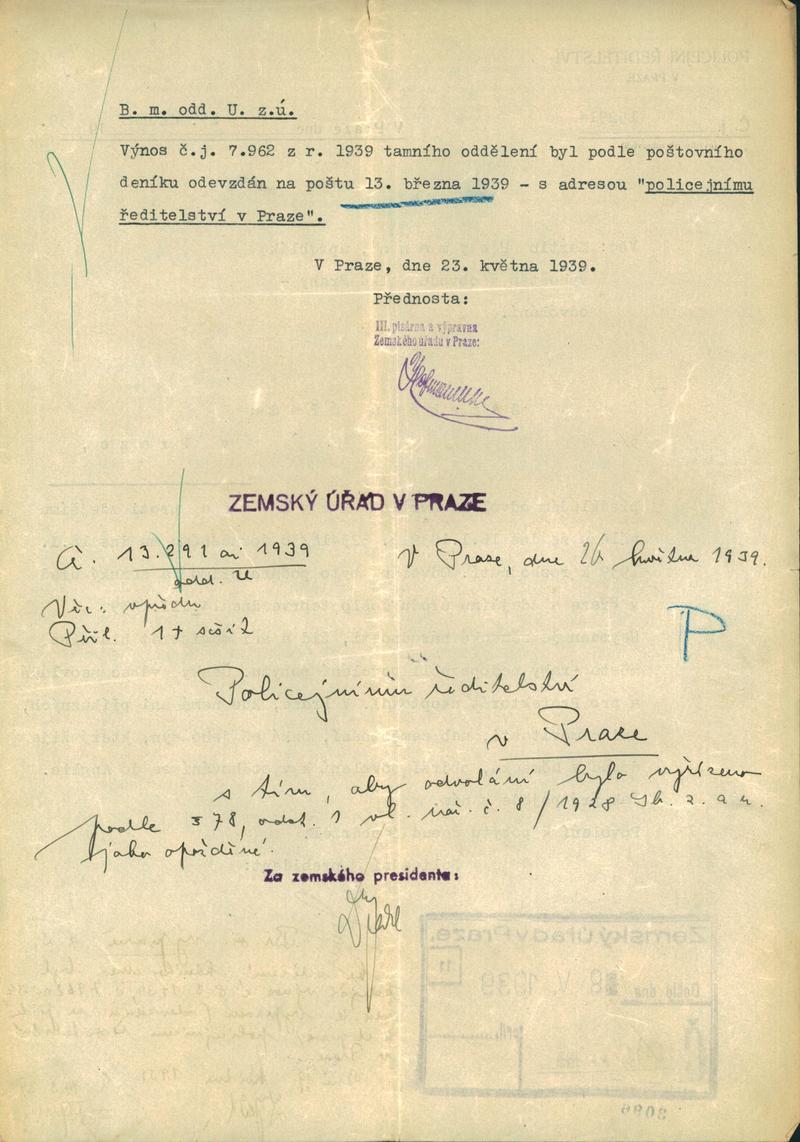 B. m. odd. U. z.ú.
Výnos č.j. 7.962 z r. 1939 tamního oddělení byl podle poštovního
deníku odevzdán na poštu 13. března 1939 - s adresou "policejnímu
ředitelství v Praze".
V Praze, dne 23. května 1939.
Přednosta:
III. písárna a výpravna
Zemského úřadu v Praze:
ZEMSKÝ ÚŘAD V PRAZE
Č. 13.291 ai 1939
V Praze, dne 26 května 1939.
odd. U
Věc: vpředu
Příl. 1 +
P
Policejnímu ředitelství
v Praze
s tím, aby odvolání bylo vyřízeno
podle § 78, odst. 1 vl. nař. č. 8/1928 Sb. z. a n.
jako opožděné.
Za zemského presidenta: